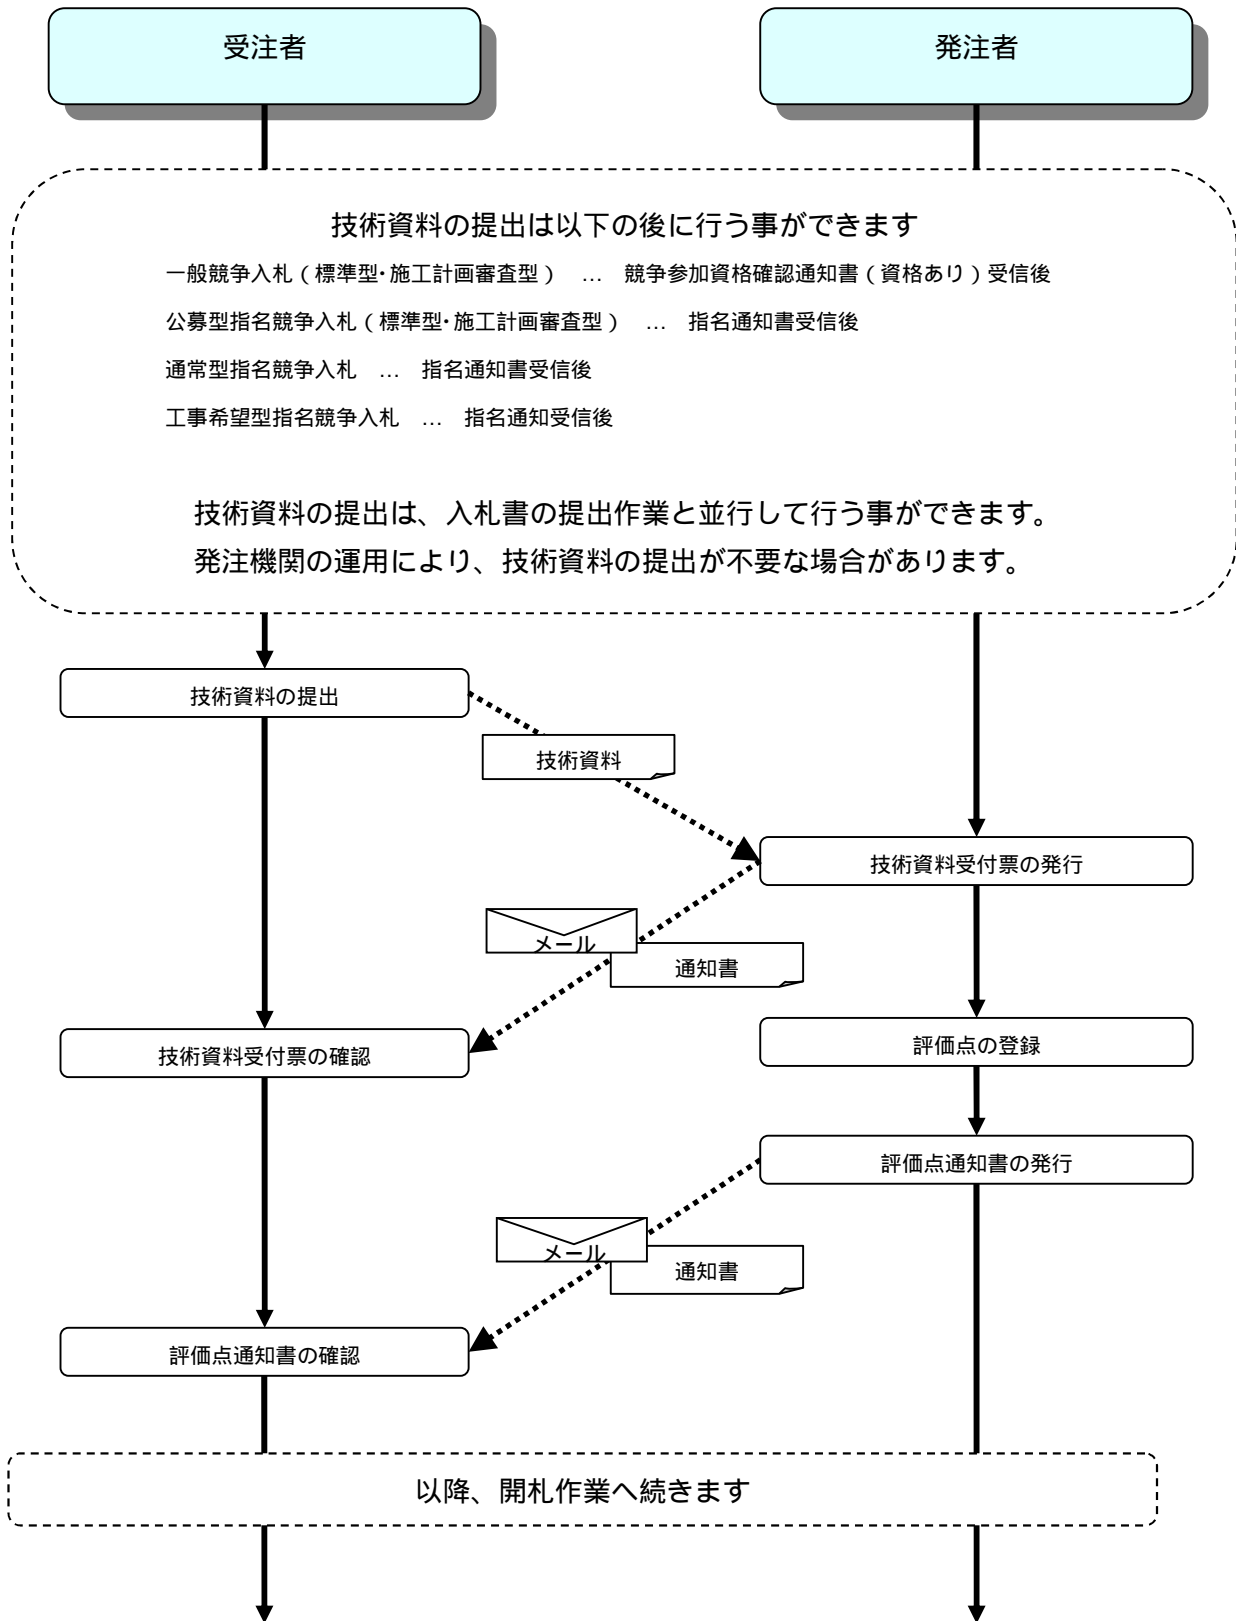 受注者
発注者
技術資料の提出は以下の後に行う事ができます
一般競争入札（標準型・施工計画審査型）　…　競争参加資格確認通知書（資格あり）受信後
公募型指名競争入札（標準型・施工計画審査型）　…　指名通知書受信後
通常型指名競争入札　…　指名通知書受信後
工事希望型指名競争入札　…　指名通知受信後
技術資料の提出は、入札書の提出作業と並行して行う事ができます。
発注機関の運用により、技術資料の提出が不要な場合があります。
技術資料の提出
技術資料
技術資料受付票の発行
メール
通知書
技術資料受付票の確認
評価点の登録
評価点通知書の発行
メール
通知書
評価点通知書の確認
以降、開札作業へ続きます